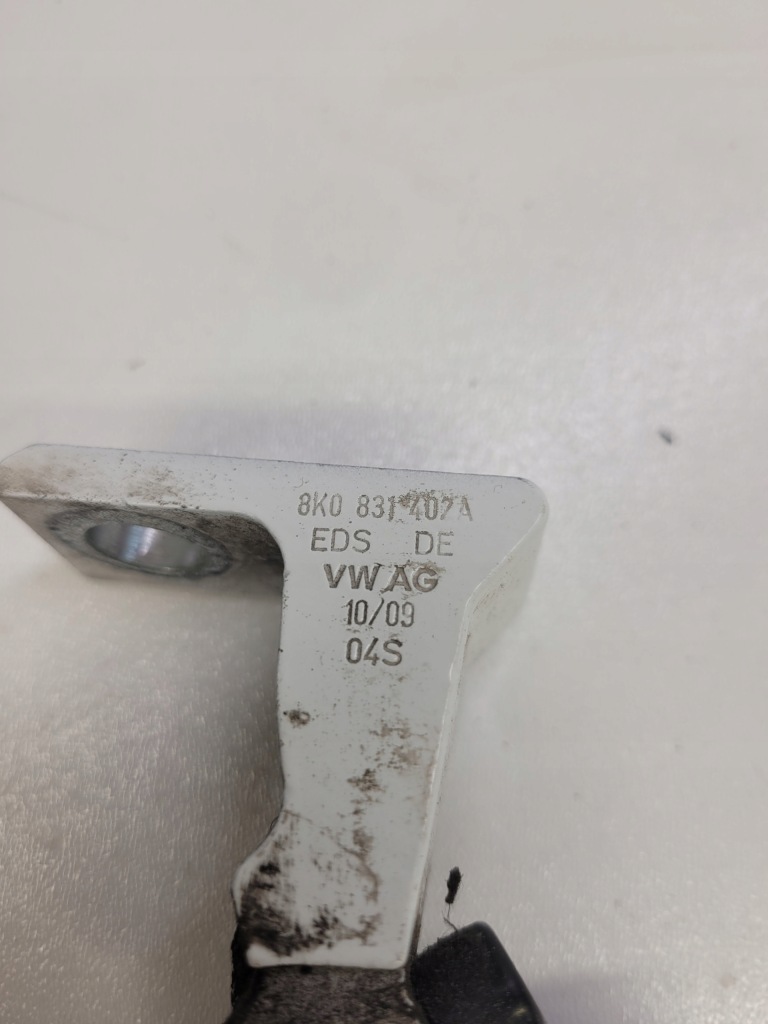 8K0 831 402A
EDS DE
VW AG
10/09
04S